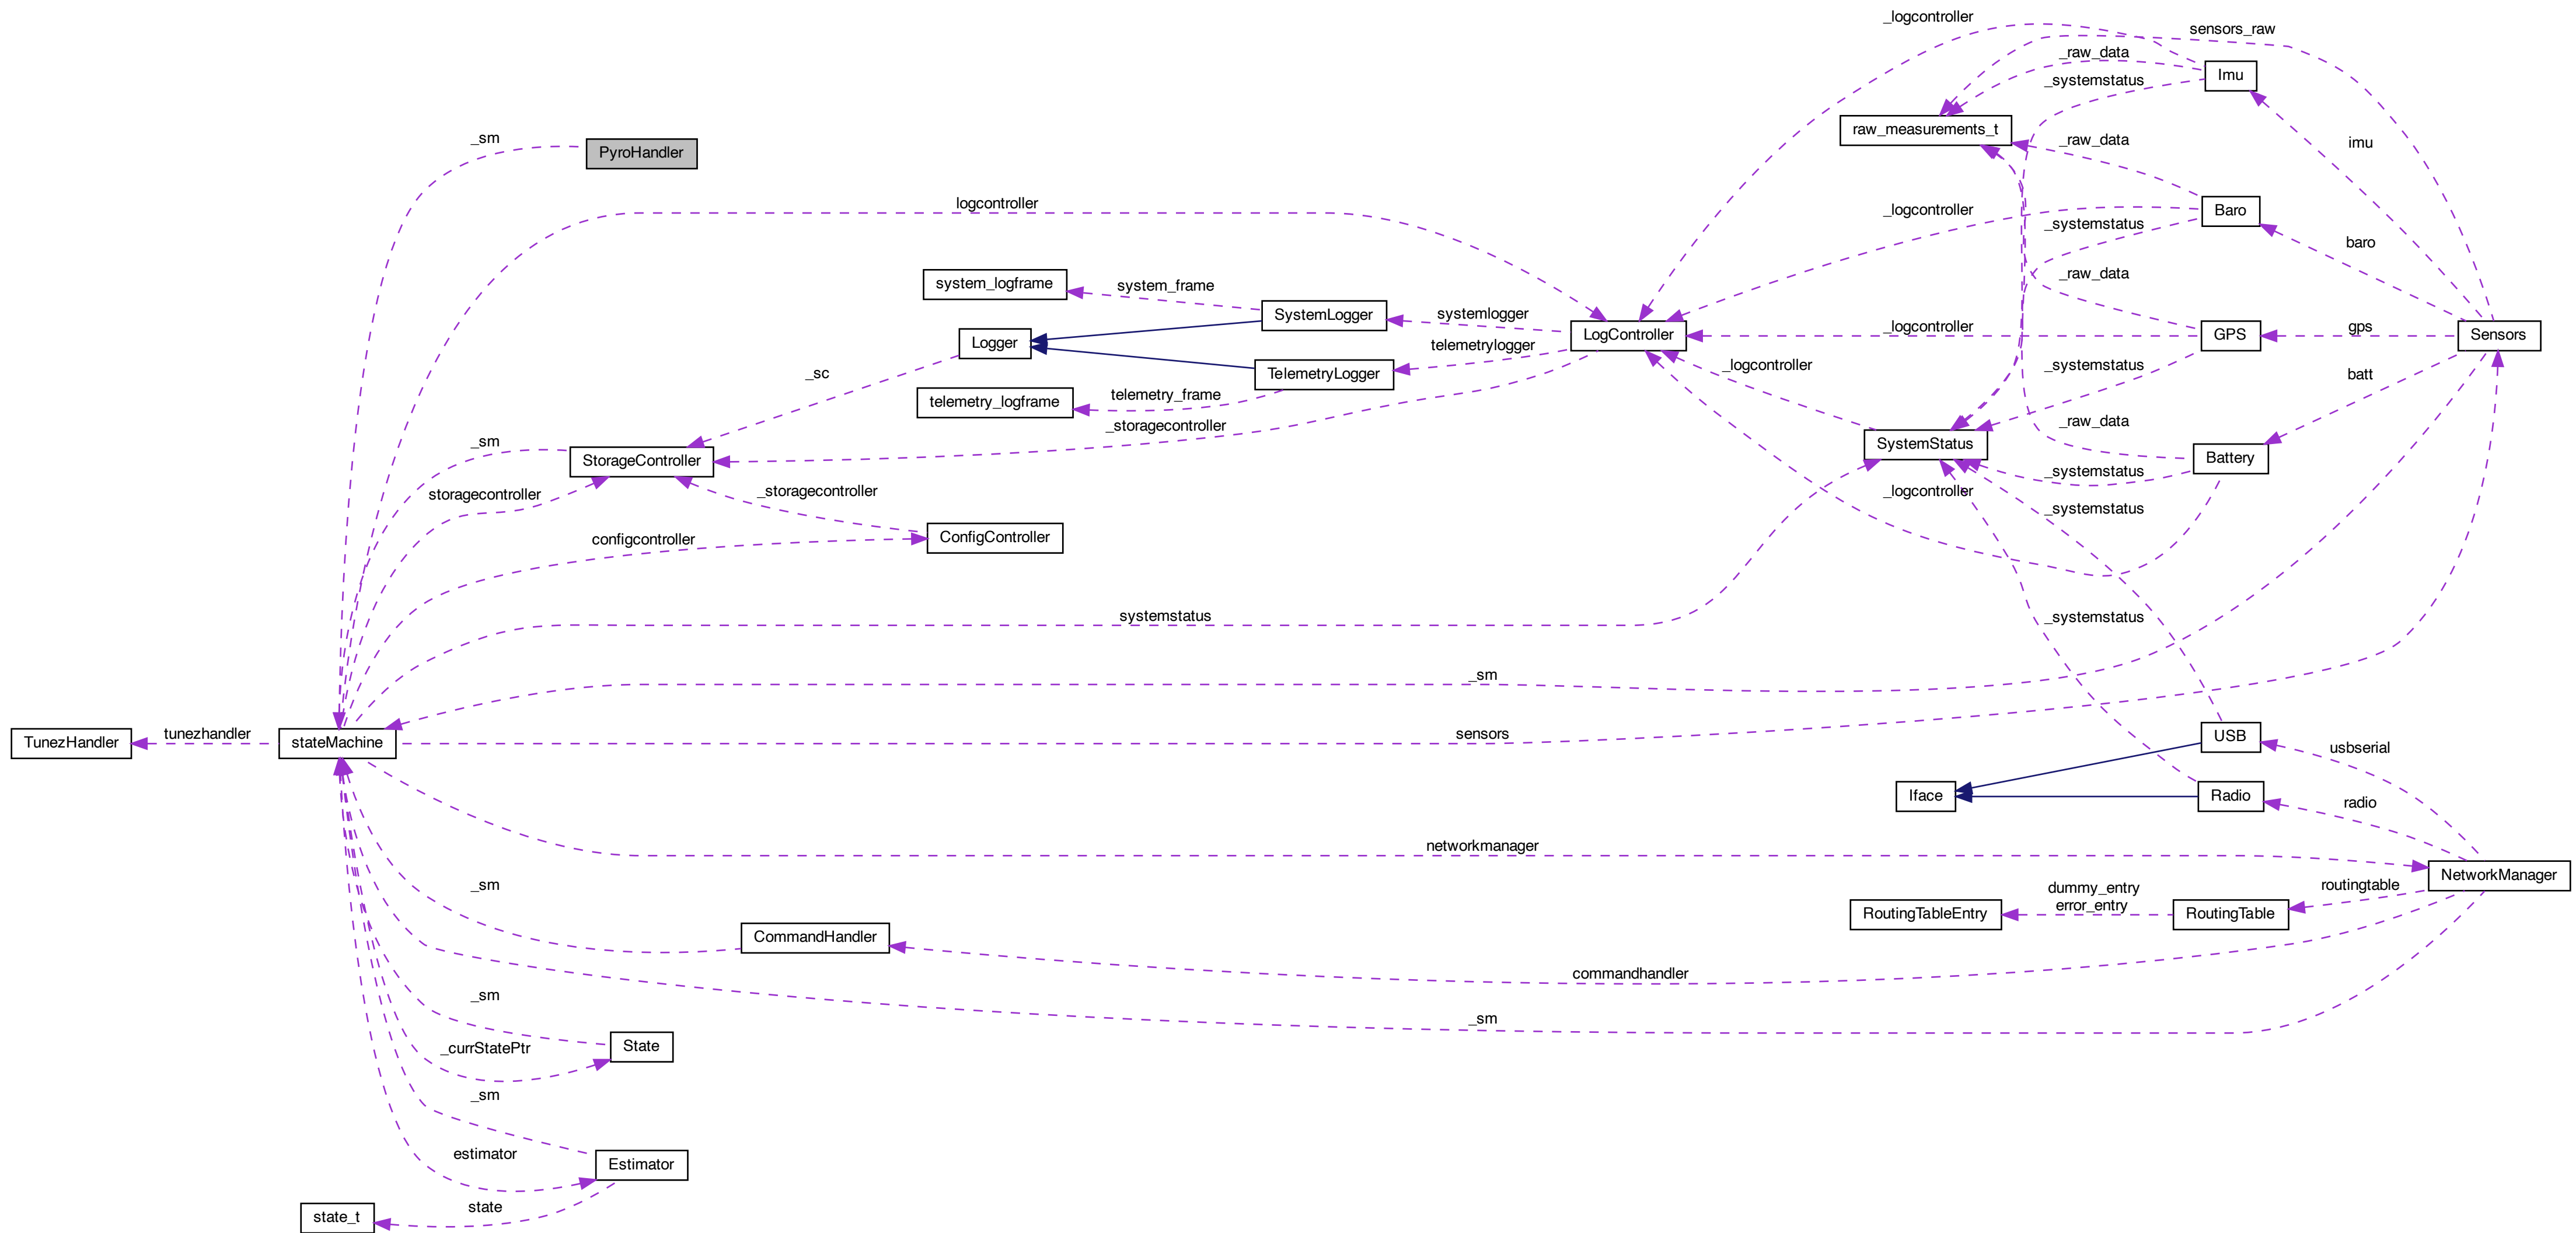 _logcontroller
sensors_raw
_raw_data
Imu
_systemstatus
raw_measurements_t
_sm
PyroHandler
_raw_data
imu
logcontroller
_logcontroller
Baro
_systemstatus
baro
_raw_data
system_logframe
system_frame
SystemLogger
systemlogger
LogController
_logcontroller
GPS
gps
Sensors
Logger
telemetrylogger
_sc
TelemetryLogger
_logcontroller
_systemstatus
batt
telemetry_logframe
telemetry_frame
_storagecontroller
_raw_data
_sm
StorageController
SystemStatus
Battery
_systemstatus
storagecontroller
_storagecontroller
_logcontroller
_systemstatus
configcontroller
ConfigController
systemstatus
_systemstatus
_sm
TunezHandler
tunezhandler
stateMachine
sensors
USB
usbserial
Iface
Radio
radio
networkmanager
NetworkManager
_sm
dummy_entry
error_entry
routingtable
RoutingTableEntry
RoutingTable
CommandHandler
commandhandler
_sm
_sm
State
_currStatePtr
_sm
estimator
Estimator
state
state_t